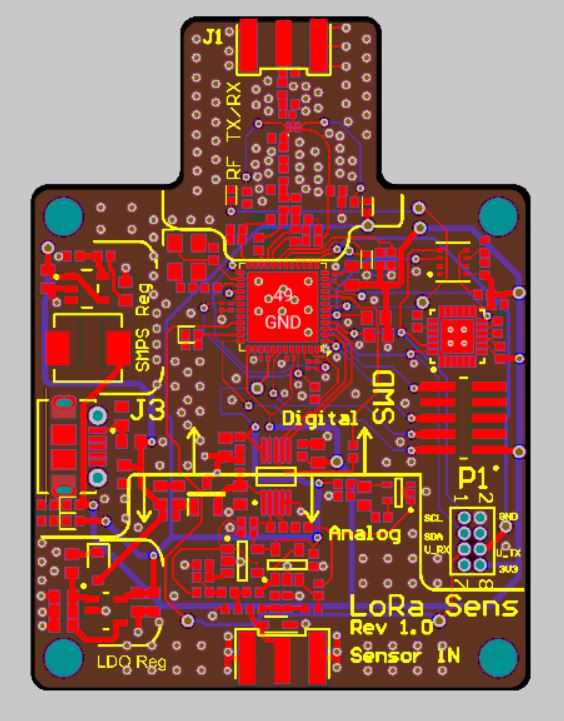 J1
RF TX/RX
49
GND
SMPS Reg
J3
SWD
Digital
P1
1 2
SCL GND
SDA
U_RX U_TX
3V3
7 8
Analog
LoRa Sens
Rev 1.0
LDO Reg
Sensor IN